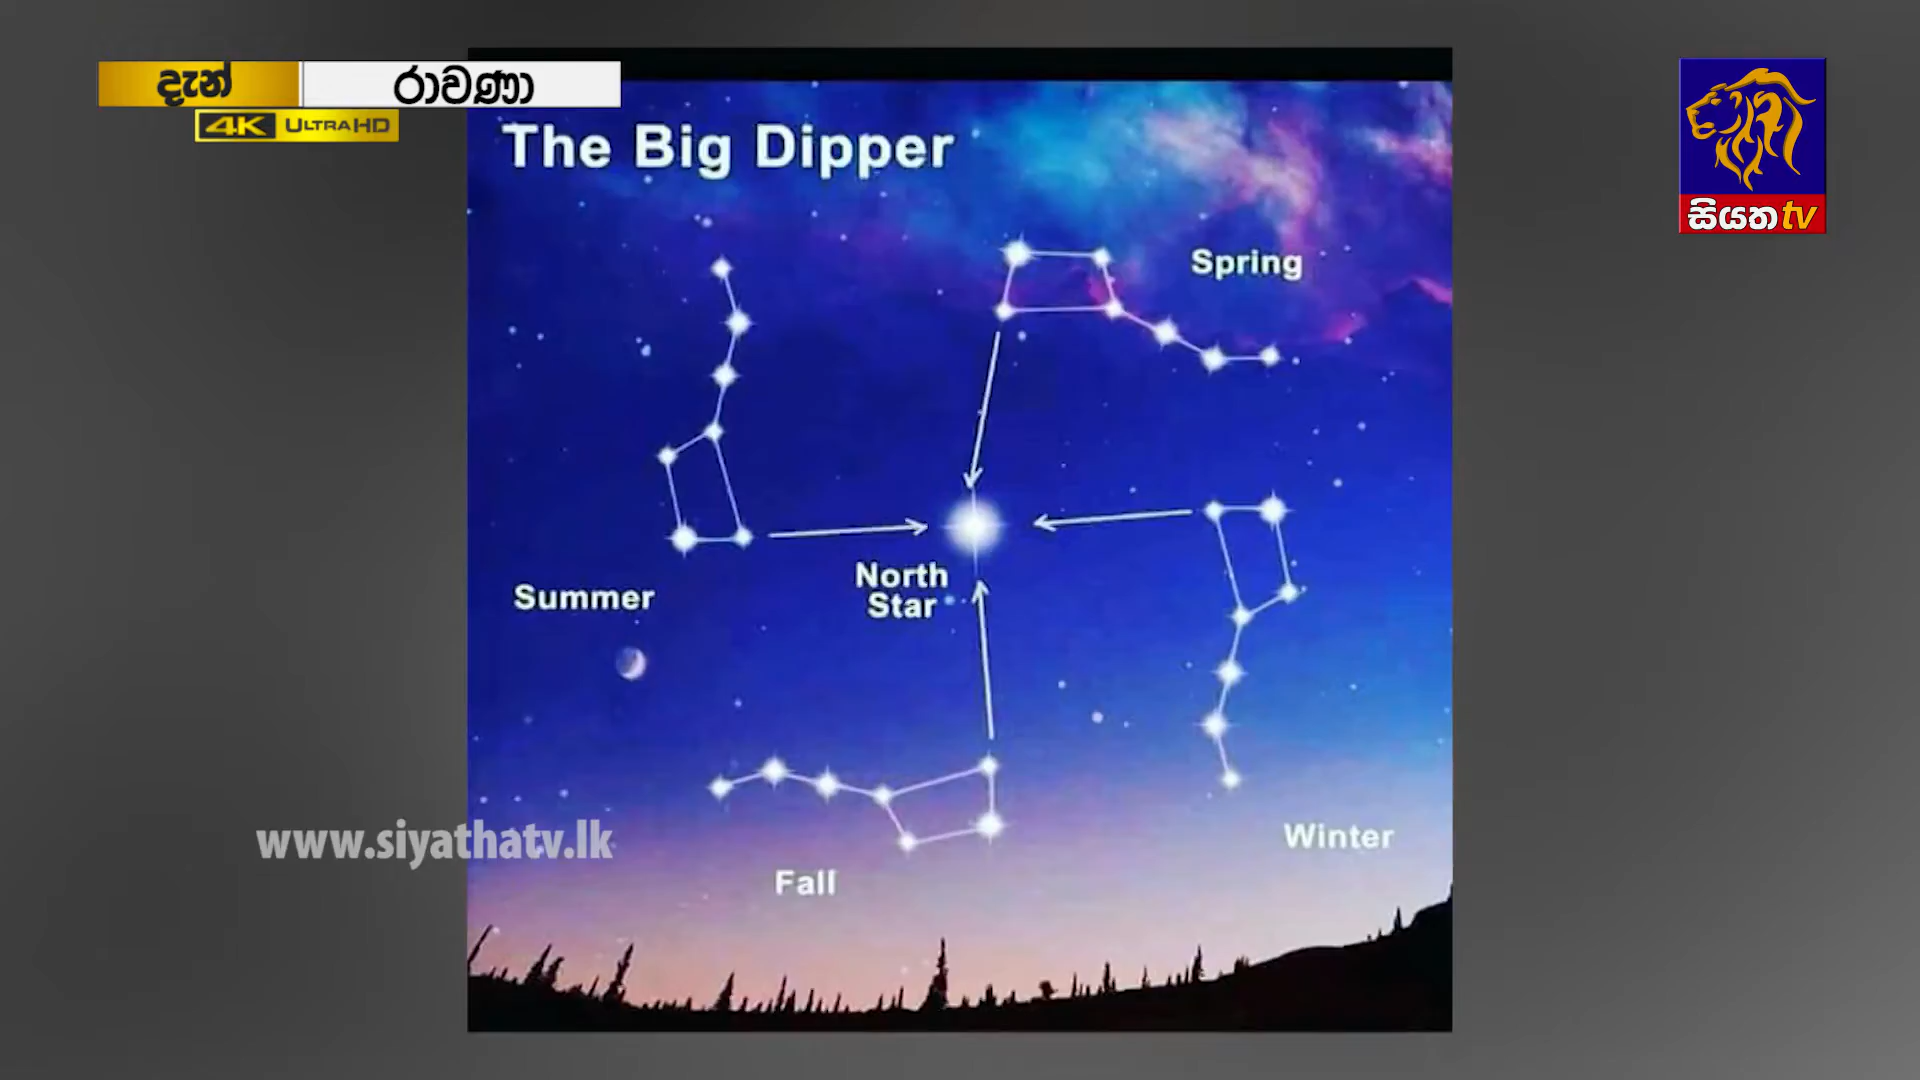 දැන් රාවණා
4K ULTRA HD
සියත tv
The Big Dipper
Spring
North
Star
Summer
Winter
www.siyathatv.lk
Fall